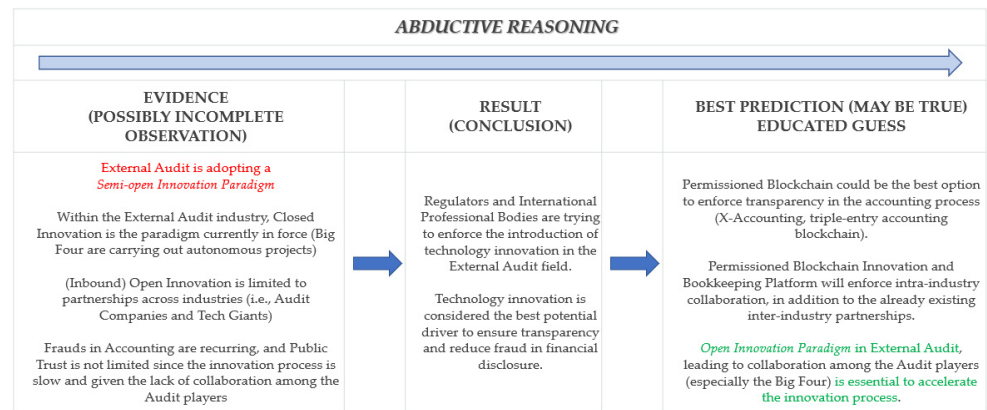 ABDUCTIVE REASONING
EVIDENCE
(POSSIBLY INCOMPLETE
OBSERVATION)
RESULT
(CONCLUSION)
BEST PREDICTION (MAY BE TRUE)
EDUCATED GUESS
External Audit is adopting a
Semi-open Innovation Paradigm
Within the External Audit industry, Closed
Innovation is the paradigm currently in force (Big
Four are carrying out autonomous projects)
(Inbound) Open Innovation is limited to
partnerships across industries (i.e., Audit
Companies and Tech Giants)
Frauds in Accounting are recurring, and Public
Trust is not limited since the innovation process is
slow and given the lack of collaboration among the
Audit players
Regulators and International
Professional Bodies are trying
to enforce the introduction of
technology innovation in the
External Audit field.
Technology innovation is
considered the best potential
driver to ensure transparency
and reduce fraud in financial
disclosure.
Permissioned Blockchain could be the best option
to enforce transparency in the accounting process
(X-Accounting, triple-entry accounting
blockchain).
Permissioned Blockchain Innovation and
Bookkeeping Platform will enforce intra-industry
collaboration, in addition to the already existing
inter-industry partnerships.
Open Innovation Paradigm in External Audit,
leading to collaboration among the Audit players
(especially the Big Four) is essential to accelerate
the innovation process.